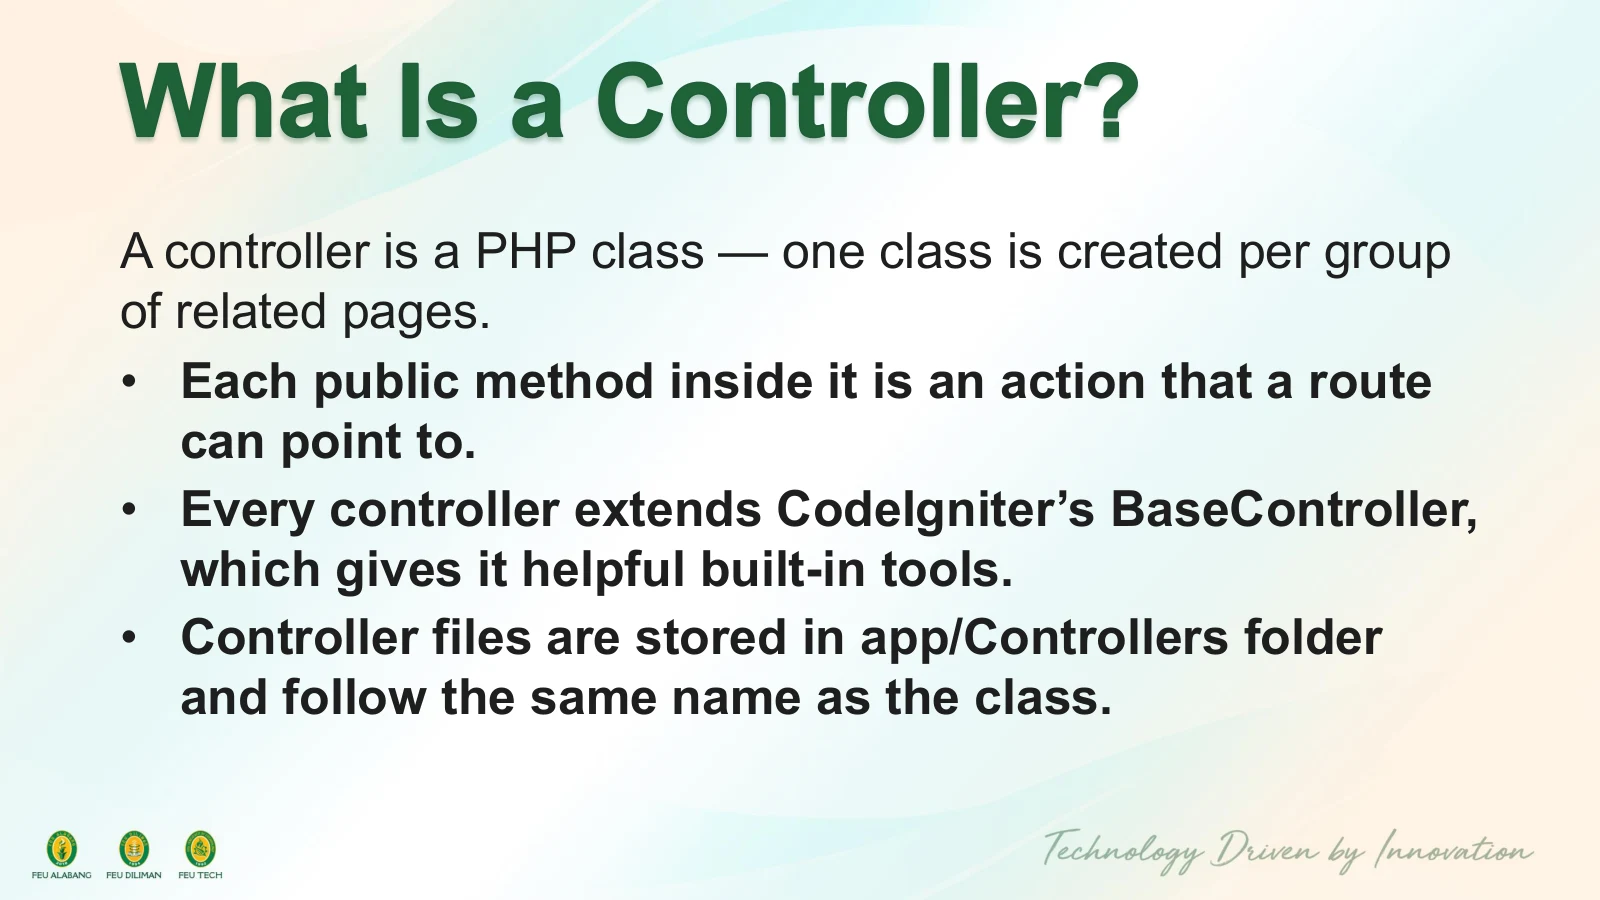 What Is a Controller?
A controller is a PHP class — one class is created per group
of related pages.
• Each public method inside it is an action that a route
can point to.
• Every controller extends CodeIgniter’s BaseController,
which gives it helpful built-in tools.
• Controller files are stored in app/Controllers folder
and follow the same name as the class.
FEU ALABANG FEU DILIMAN FEU TECH
Technology Driven by Innovation